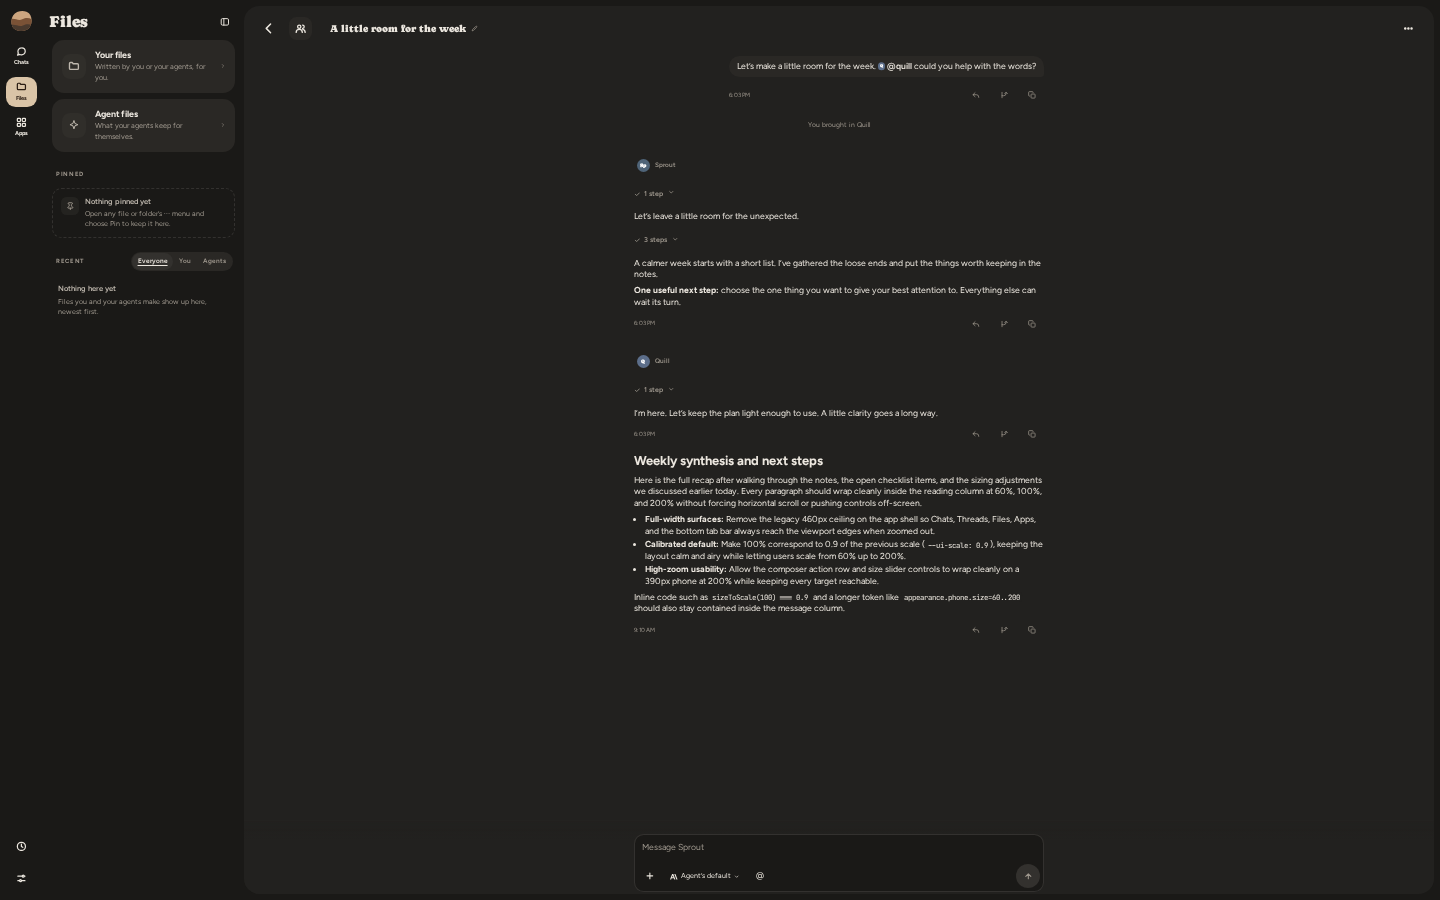 Files
Chats
Files
Apps
Your files
Written by you or your agents, for
you.
Agent files
What your agents keep for
themselves.
PINNED
Nothing pinned yet
Open any file or folder's ··· menu and
choose Pin to keep it here.
RECENT
Everyone
You
Agents
Nothing here yet
Files you and your agents make show up here,
newest first.
A little room for the week
Let's make a little room for the week. @quill could you help with the words?
6:03 PM
You brought in Quill
Sprout
1 step
Let's leave a little room for the unexpected.
3 steps
A calmer week starts with a short list. I've gathered the loose ends and put the things worth keeping in the
notes.
One useful next step: choose the one thing you want to give your best attention to. Everything else can
wait its turn.
6:03 PM
Quill
1 step
I'm here. Let's keep the plan light enough to use. A little clarity goes a long way.
6:03 PM
Weekly synthesis and next steps
Here is the full recap after walking through the notes, the open checklist items, and the sizing adjustments
we discussed earlier today. Every paragraph should wrap cleanly inside the reading column at 60%, 100%,
and 200% without forcing horizontal scroll or pushing controls off-screen.
• Full-width surfaces: Remove the legacy 460px ceiling on the app shell so Chats, Threads, Files, Apps,
and the bottom tab bar always reach the viewport edges when zoomed out.
• Calibrated default: Make 100% correspond to 0.9 of the previous scale ( --ui-scale: 0.9 ), keeping the
layout calm and airy while letting users scale from 60% up to 200%.
• High-zoom usability: Allow the composer action row and size slider controls to wrap cleanly on a
390px phone at 200% while keeping every target reachable.
Inline code such as sizeToScale(100) === 0.9 and a longer token like appearance.phone.size=60..200
should also stay contained inside the message column.
9:10 AM
Message Sprout
Agent's default
@